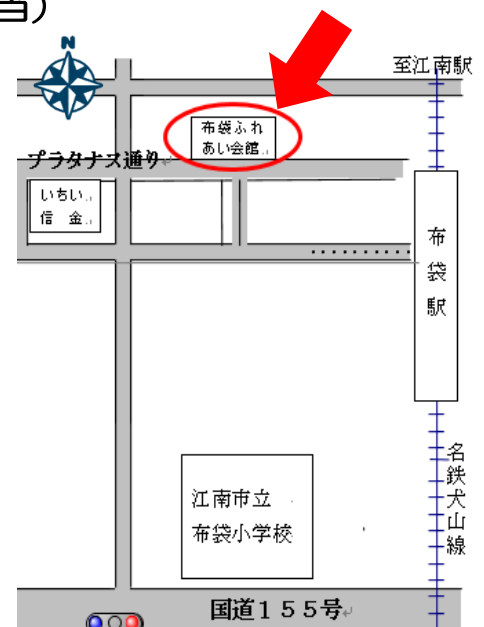 当）
N
至江南駅
布袋ふれ
あい会館
プラタナス通り
いちい
信 金
布袋駅
名鉄犬山線
江南市立
布袋小学校
国道１５５号